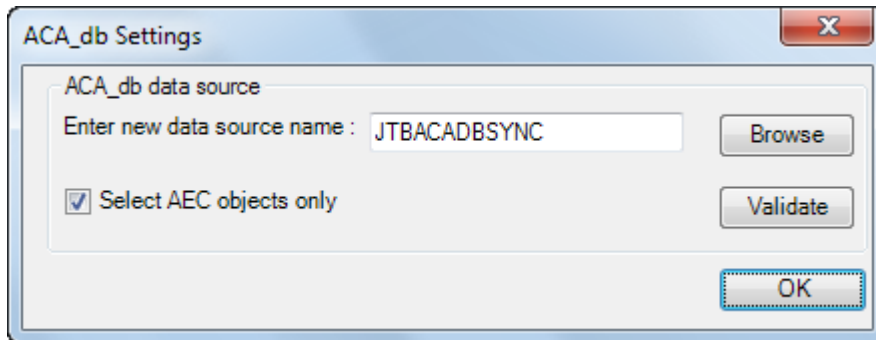 ACA_db Settings
ACA_db data source
Enter new data source name : JTBACADBSYNC Browse
Select AEC objects only Validate
OK